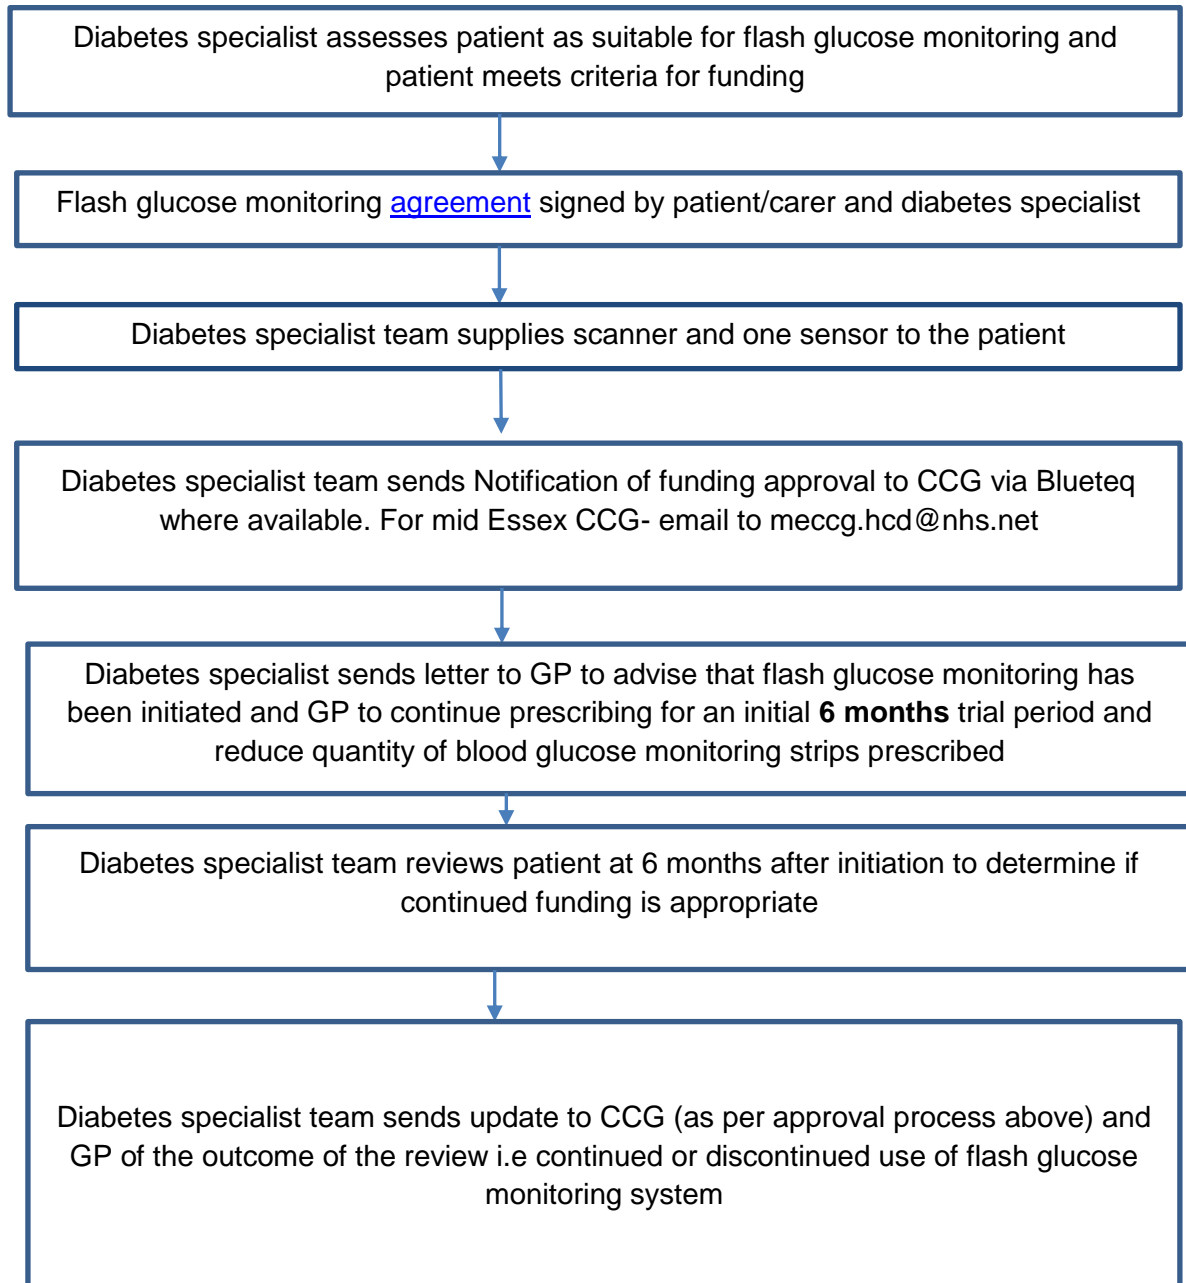 Diabetes specialist assesses patient as suitable for flash glucose monitoring and
patient meets criteria for funding
Flash glucose monitoring agreement signed by patient/carer and diabetes specialist
Diabetes specialist team supplies scanner and one sensor to the patient
Diabetes specialist team sends Notification of funding approval to CCG via Blueteq
where available. For mid Essex CCG- email to meccg.hcd@nhs.net
Diabetes specialist sends letter to GP to advise that flash glucose monitoring has
been initiated and GP to continue prescribing for an initial 6 months trial period and
reduce quantity of blood glucose monitoring strips prescribed
Diabetes specialist team reviews patient at 6 months after initiation to determine if
continued funding is appropriate
Diabetes specialist team sends update to CCG (as per approval process above) and
GP of the outcome of the review i.e continued or discontinued use of flash glucose
monitoring system